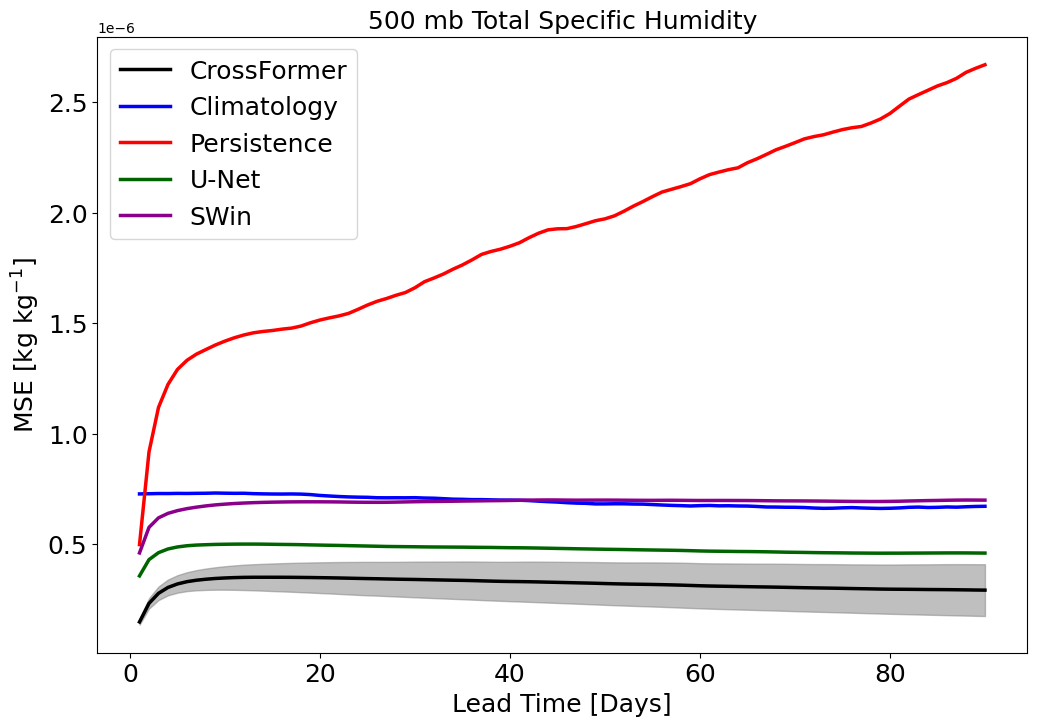 500 mb Total Specific Humidity
1e−6
CrossFormer
Climatology
Persistence
U-Net
SWin
2.5
2.0
1.5
1.0
0.5
MSE [kg kg⁻¹]
0 20 40 60 80
Lead Time [Days]